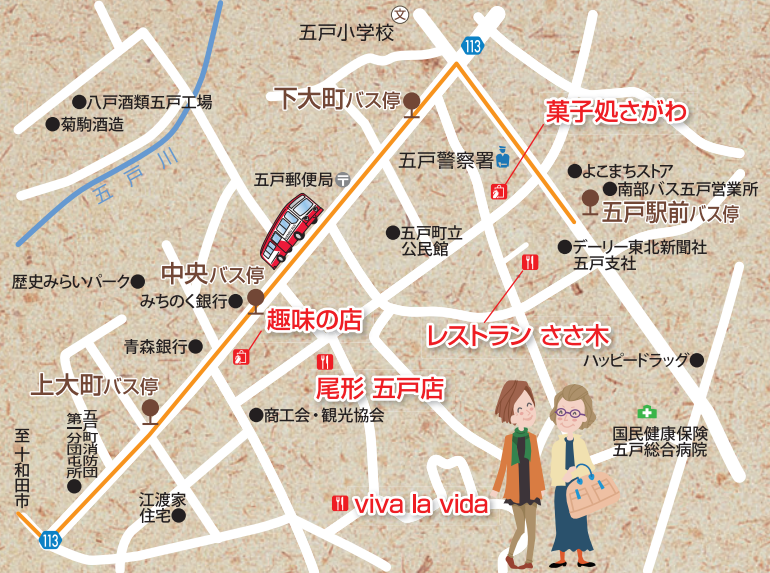 五戸小学校
文
113
下大町バス停
八戸酒類五戸工場
菊駒酒造
菓子処さがわ
五戸警察署
五戸川
五戸郵便局
〒
よこまちストア
南部バス五戸営業所
五戸駅前バス停
五戸町立
公民館
デーリー東北新聞社
五戸支社
歴史みらいパーク
中央バス停
みちのく銀行
趣味の店
レストラン ささ木
青森銀行
尾形 五戸店
ハッピードラッグ
上大町バス停
商工会・観光協会
国民健康保険
五戸総合病院
至 十和田市
五戸町消防団
第一分団屯所
江渡家
住宅
viva la vida
113